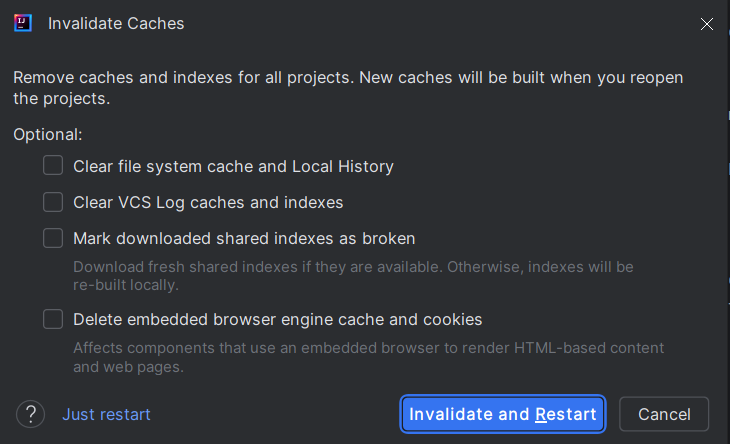 IJ
Invalidate Caches
Remove caches and indexes for all projects. New caches will be built when you reopen
the projects.
Optional:
Clear file system cache and Local History
Clear VCS Log caches and indexes
Mark downloaded shared indexes as broken
Download fresh shared indexes if they are available. Otherwise, indexes will be
re-built locally.
Delete embedded browser engine cache and cookies
Affects components that use an embedded browser to render HTML-based content
and web pages.
? Just restart Invalidate and Restart Cancel